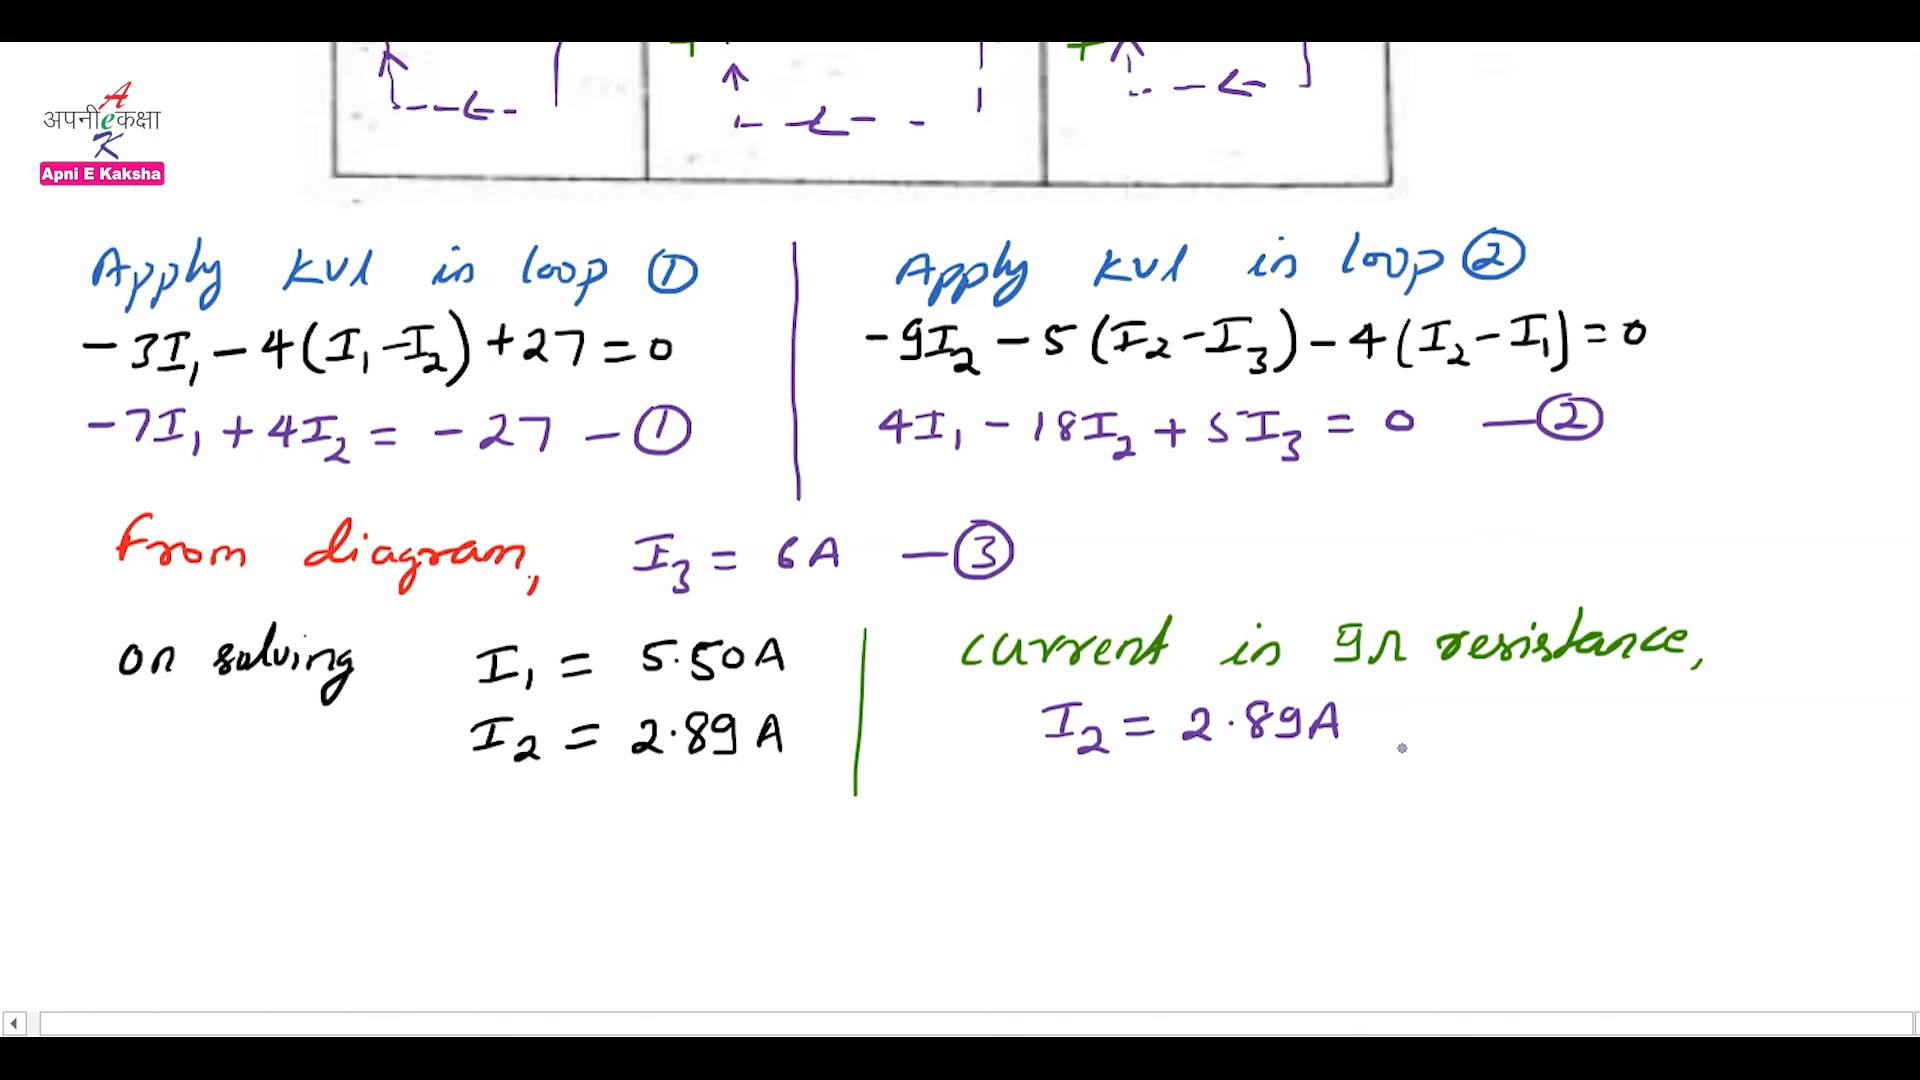 A
अपनीeकक्षा
K
Apni E Kaksha
Apply KVL in loop ①
-3I₁ - 4(I₁-I₂) + 27 = 0
-7I₁ + 4I₂ = -27 - ①
Apply KVL in loop ②
-9I₂ - 5(I₂-I₃) - 4(I₂-I₁) = 0
4I₁ - 18I₂ + 5I₃ = 0 - ②
From diagram, I₃ = 6A - ③
on solving I₁ = 5.50A
I₂ = 2.89A
current in 9Ω resistance,
I₂ = 2.89A